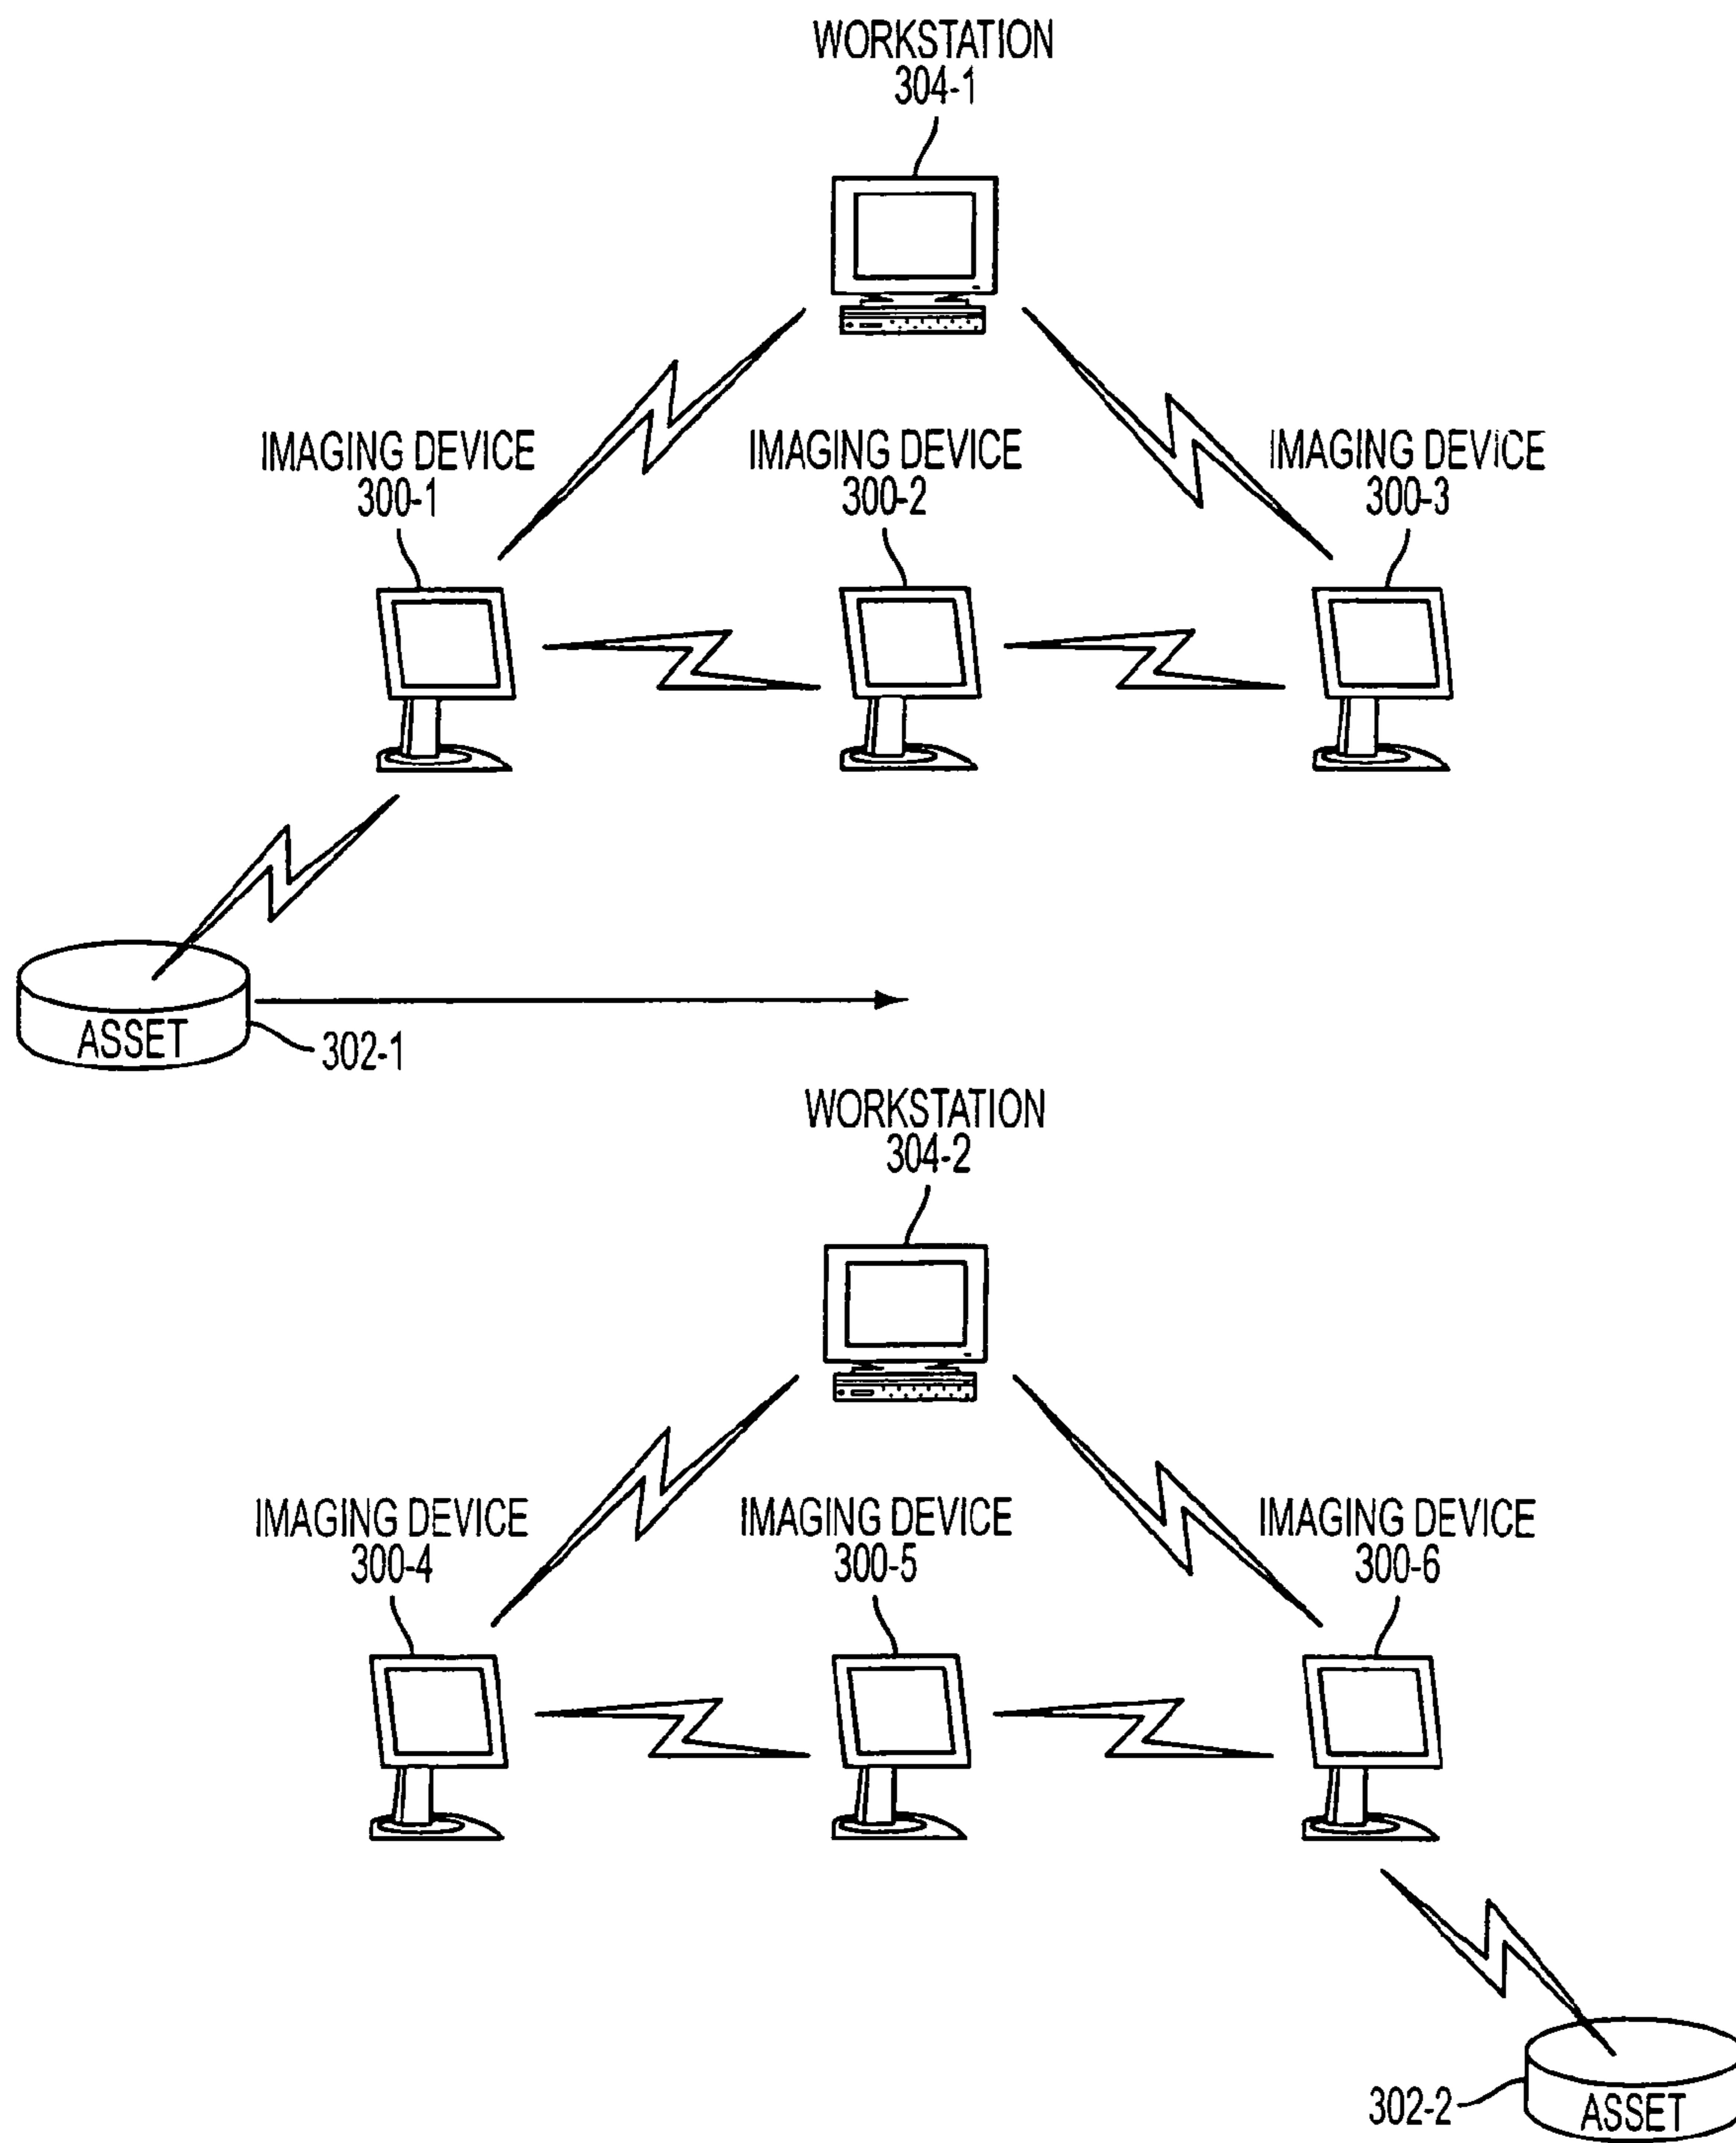 WORKSTATION
304-1
IMAGING DEVICE
300-1
IMAGING DEVICE
300-2
IMAGING DEVICE
300-3
ASSET
302-1
WORKSTATION
304-2
IMAGING DEVICE
300-4
IMAGING DEVICE
300-5
IMAGING DEVICE
300-6
302-2
ASSET